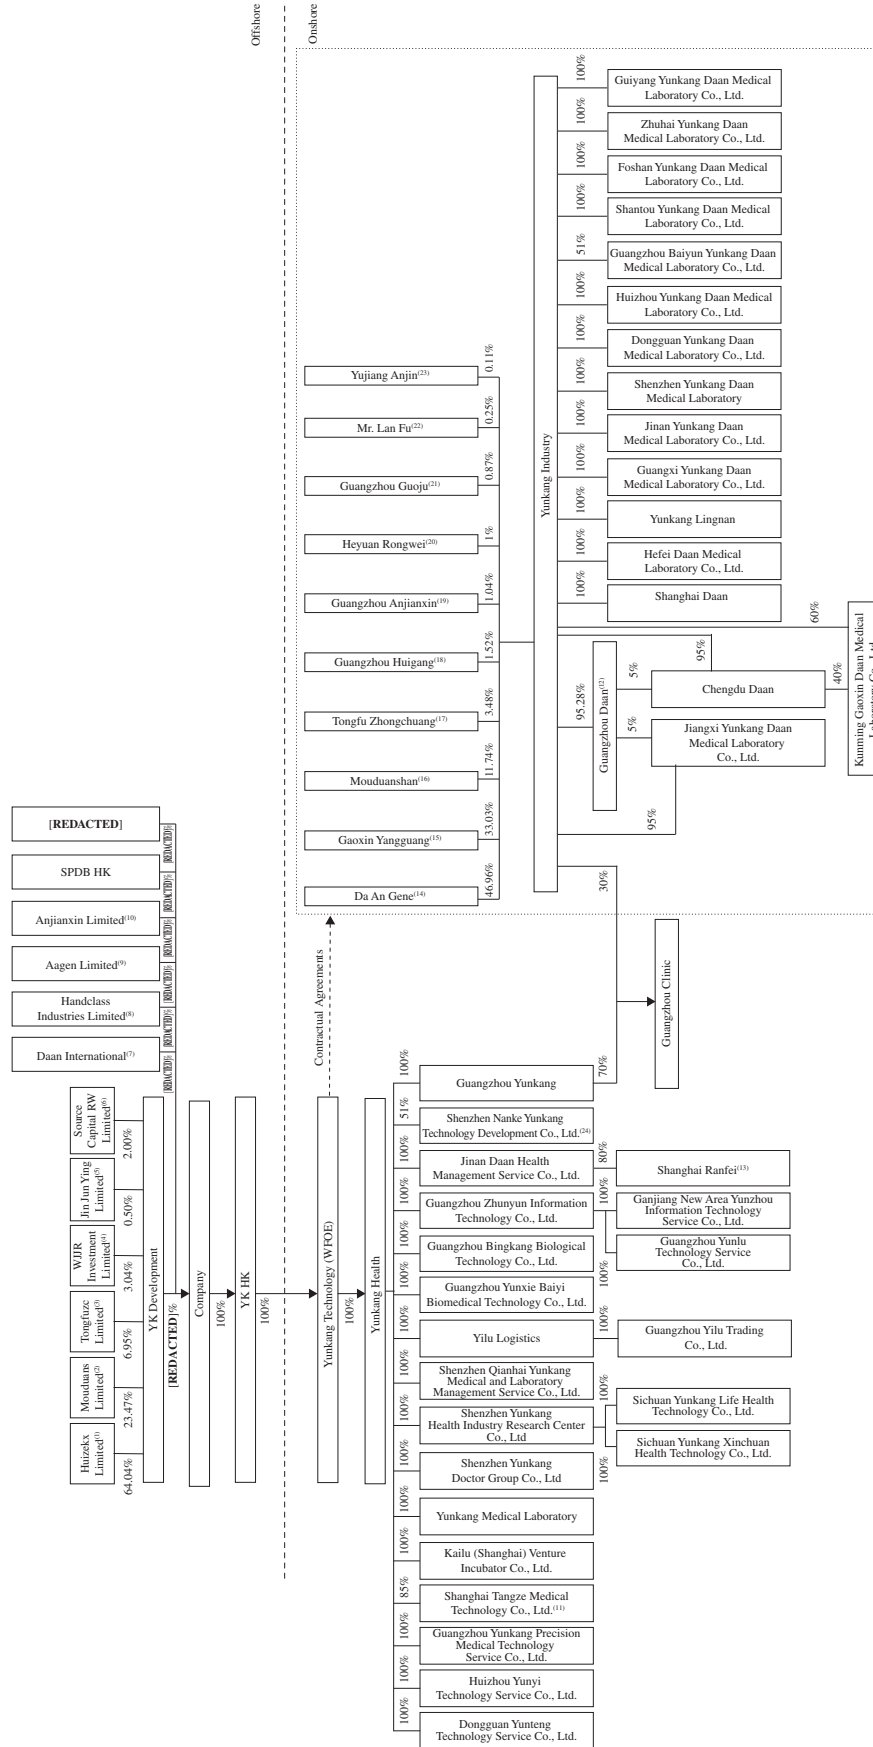 Offshore
Onshore
[REDACTED]
SPDB HK
Anjianxin Limited(10)
Aagen Limited(9)
Handclass
Industries Limited(8)
Daan International(7)
[REDACTED]%
[REDACTED]%
[REDACTED]%
[REDACTED]%
[REDACTED]%
[REDACTED]%
Source
Capital RW
Limited(6)
2.00%
Jin Jun Ying
Limited(5)
0.50%
WJJR
Investment
Limited(4)
3.04%
Tongfuzc
Limited(3)
6.95%
Mouduans
Limited(2)
23.47%
Huizekx
Limited(1)
64.04%
YK Development
[REDACTED]%
Company
100%
YK HK
100%
Yunkang Technology (WFOE)
100%
Contractual Agreements
Yunkang Health
Yujiang Anjin(23)
0.11%
Mr. Lan Fu(22)
0.25%
Guangzhou Guoju(21)
0.87%
Heyuan Rongwei(20)
1%
Guangzhou Anjianxin(19)
1.04%
Guangzhou Huigang(18)
1.52%
Tongfu Zhongchuang(17)
3.48%
Mouduanshan(16)
11.74%
Gaoxin Yangguang(15)
33.03%
Da An Gene(14)
46.96%
Yunkang Industry
100%
Guiyang Yunkang Daan Medical
Laboratory Co., Ltd.
100%
Zhuhai Yunkang Daan
Medical Laboratory Co., Ltd.
100%
Foshan Yunkang Daan Medical
Laboratory Co., Ltd.
100%
Shantou Yunkang Daan Medical
Laboratory Co., Ltd.
51%
Guangzhou Baiyun Yunkang Daan
Medical Laboratory Co., Ltd.
100%
Huizhou Yunkang Daan Medical
Laboratory Co., Ltd.
100%
Dongguan Yunkang Daan
Medical Laboratory Co., Ltd.
100%
Shenzhen Yunkang Daan
Medical Laboratory
100%
Jinan Yunkang Daan
Medical Laboratory Co., Ltd.
100%
Guangxi Yunkang Daan
Medical Laboratory Co., Ltd.
100%
Yunkang Lingnan
100%
Hefei Daan Medical
Laboratory Co., Ltd.
100%
Shanghai Daan
60%
95%
95.28%
Guangzhou Daan(12)
5%
5%
Chengdu Daan
40%
Kunming Gaoxin Daan Medical
Laboratory Co., Ltd.
Jiangxi Yunkang Daan
Medical Laboratory
Co., Ltd.
95%
30%
Guangzhou Clinic
100%
Guangzhou Yunkang
70%
51%
Shenzhen Nanke Yunkang
Technology Development Co., Ltd.(24)
100%
Jinan Daan Health
Management Service Co., Ltd.
80%
Shanghai Ranfei(13)
100%
Guangzhou Zhunyun Information
Technology Co., Ltd.
100%
Ganjiang New Area Yunzhou
Information Technology
Service Co., Ltd.
Guangzhou Yunlu
Technology Service
Co., Ltd.
100%
100%
Guangzhou Bingkang Biological
Technology Co., Ltd.
100%
Guangzhou Yunxie Baiyi
Biomedical Technology Co., Ltd.
100%
Yilu Logistics
100%
Guangzhou Yilu Trading
Co., Ltd.
100%
Shenzhen Qianhai Yunkang
Medical and Laboratory
Management Service Co., Ltd.
100%
Shenzhen Yunkang
Health Industry Research Center
Co., Ltd
100%
Sichuan Yunkang Life Health
Technology Co., Ltd.
Sichuan Yunkang Xinchuan
Health Technology Co., Ltd.
100%
100%
Shenzhen Yunkang
Doctor Group Co., Ltd
100%
Yunkang Medical Laboratory
100%
Kailu (Shanghai) Venture
Incubator Co., Ltd.
85%
Shanghai Tangze Medical
Technology Co., Ltd.(11)
100%
Guangzhou Yunkang Precision
Medical Technology
Service Co., Ltd.
100%
Huizhou Yunyi
Technology Service Co., Ltd.
100%
Dongguan Yunteng
Technology Service Co., Ltd.